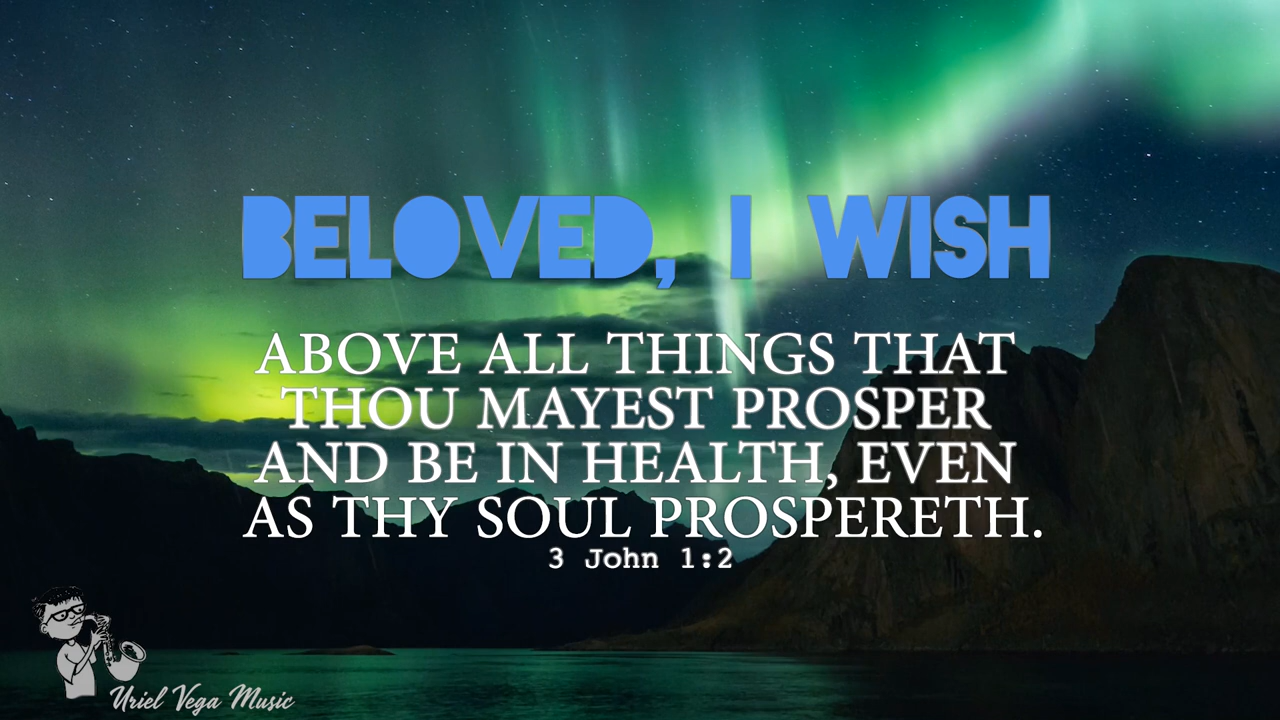 BELOVED, I WISH
ABOVE ALL THINGS THAT
THOU MAYEST PROSPER
AND BE IN HEALTH, EVEN
AS THY SOUL PROSPERETH.
3 John 1:2
Uriel Vega Music